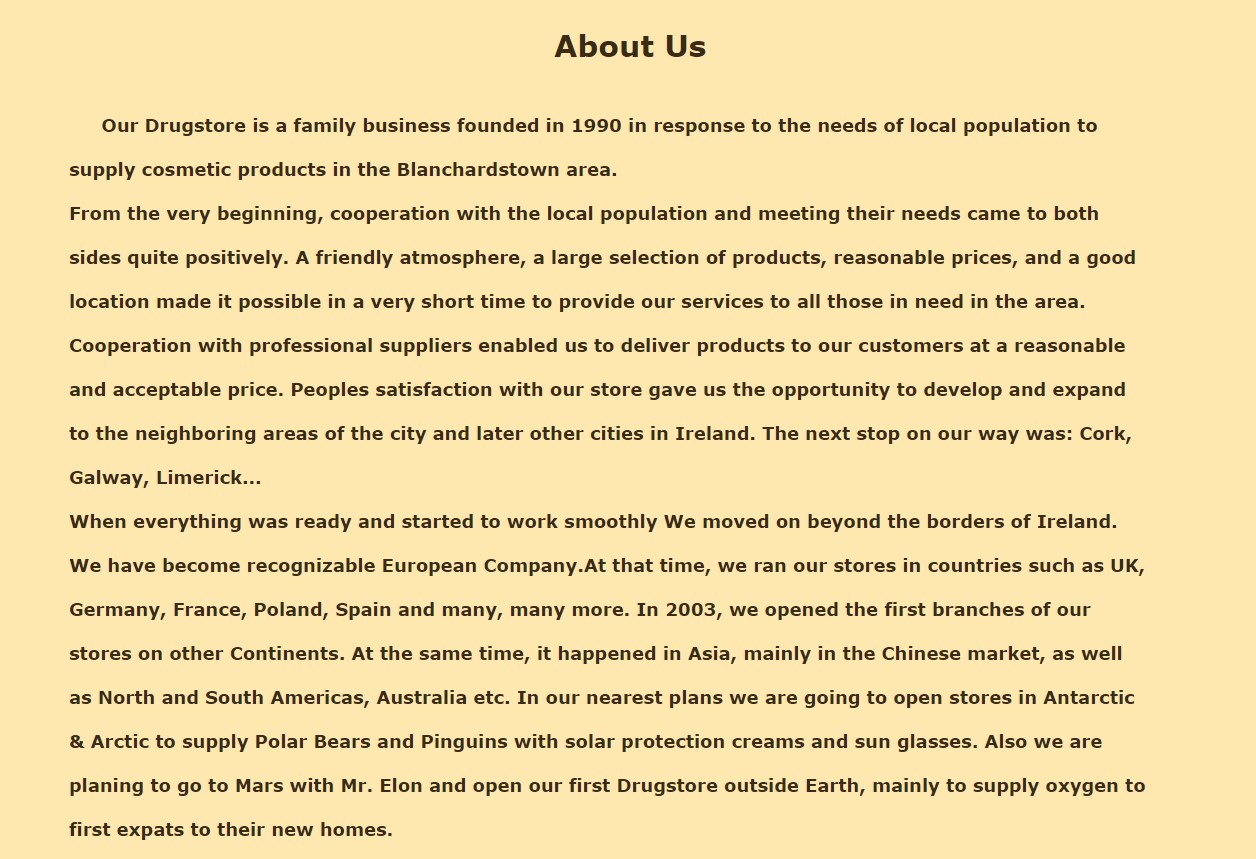 About Us
Our Drugstore is a family business founded in 1990 in response to the needs of local population to
supply cosmetic products in the Blanchardstown area.
From the very beginning, cooperation with the local population and meeting their needs came to both
sides quite positively. A friendly atmosphere, a large selection of products, reasonable prices, and a good
location made it possible in a very short time to provide our services to all those in need in the area.
Cooperation with professional suppliers enabled us to deliver products to our customers at a reasonable
and acceptable price. Peoples satisfaction with our store gave us the opportunity to develop and expand
to the neighboring areas of the city and later other cities in Ireland. The next stop on our way was: Cork,
Galway, Limerick...
When everything was ready and started to work smoothly We moved on beyond the borders of Ireland.
We have become recognizable European Company.At that time, we ran our stores in countries such as UK,
Germany, France, Poland, Spain and many, many more. In 2003, we opened the first branches of our
stores on other Continents. At the same time, it happened in Asia, mainly in the Chinese market, as well
as North and South Americas, Australia etc. In our nearest plans we are going to open stores in Antarctic
& Arctic to supply Polar Bears and Pinguins with solar protection creams and sun glasses. Also we are
planing to go to Mars with Mr. Elon and open our first Drugstore outside Earth, mainly to supply oxygen to
first expats to their new homes.